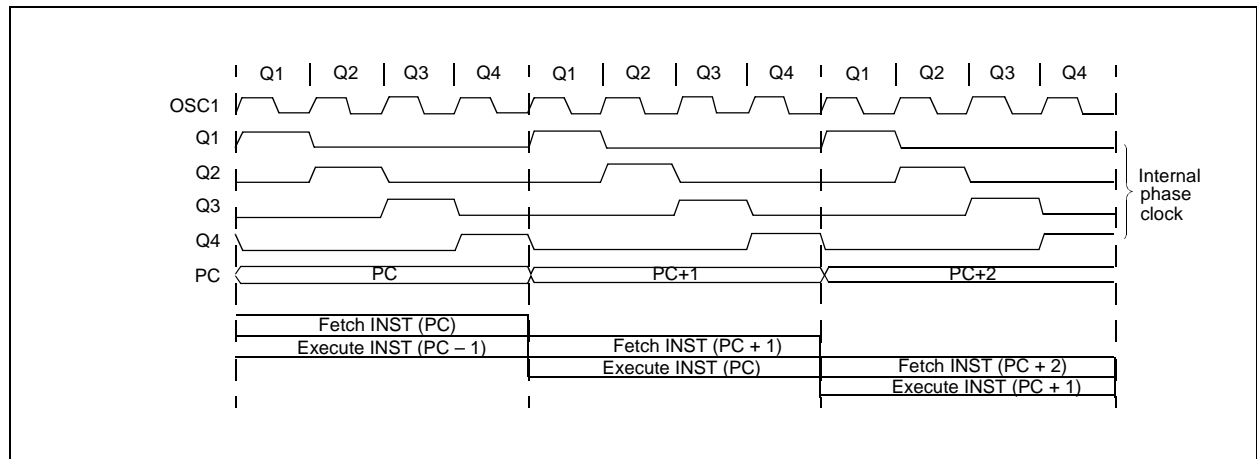 Q1 Q2 Q3 Q4 Q1 Q2 Q3 Q4 Q1 Q2 Q3 Q4
OSC1
Q1
Q2
Q3
Q4
PC PC PC+1 PC+2
Internal
phase
clock
Fetch INST (PC)
Execute INST (PC – 1) Fetch INST (PC + 1)
Execute INST (PC) Fetch INST (PC + 2)
Execute INST (PC + 1)